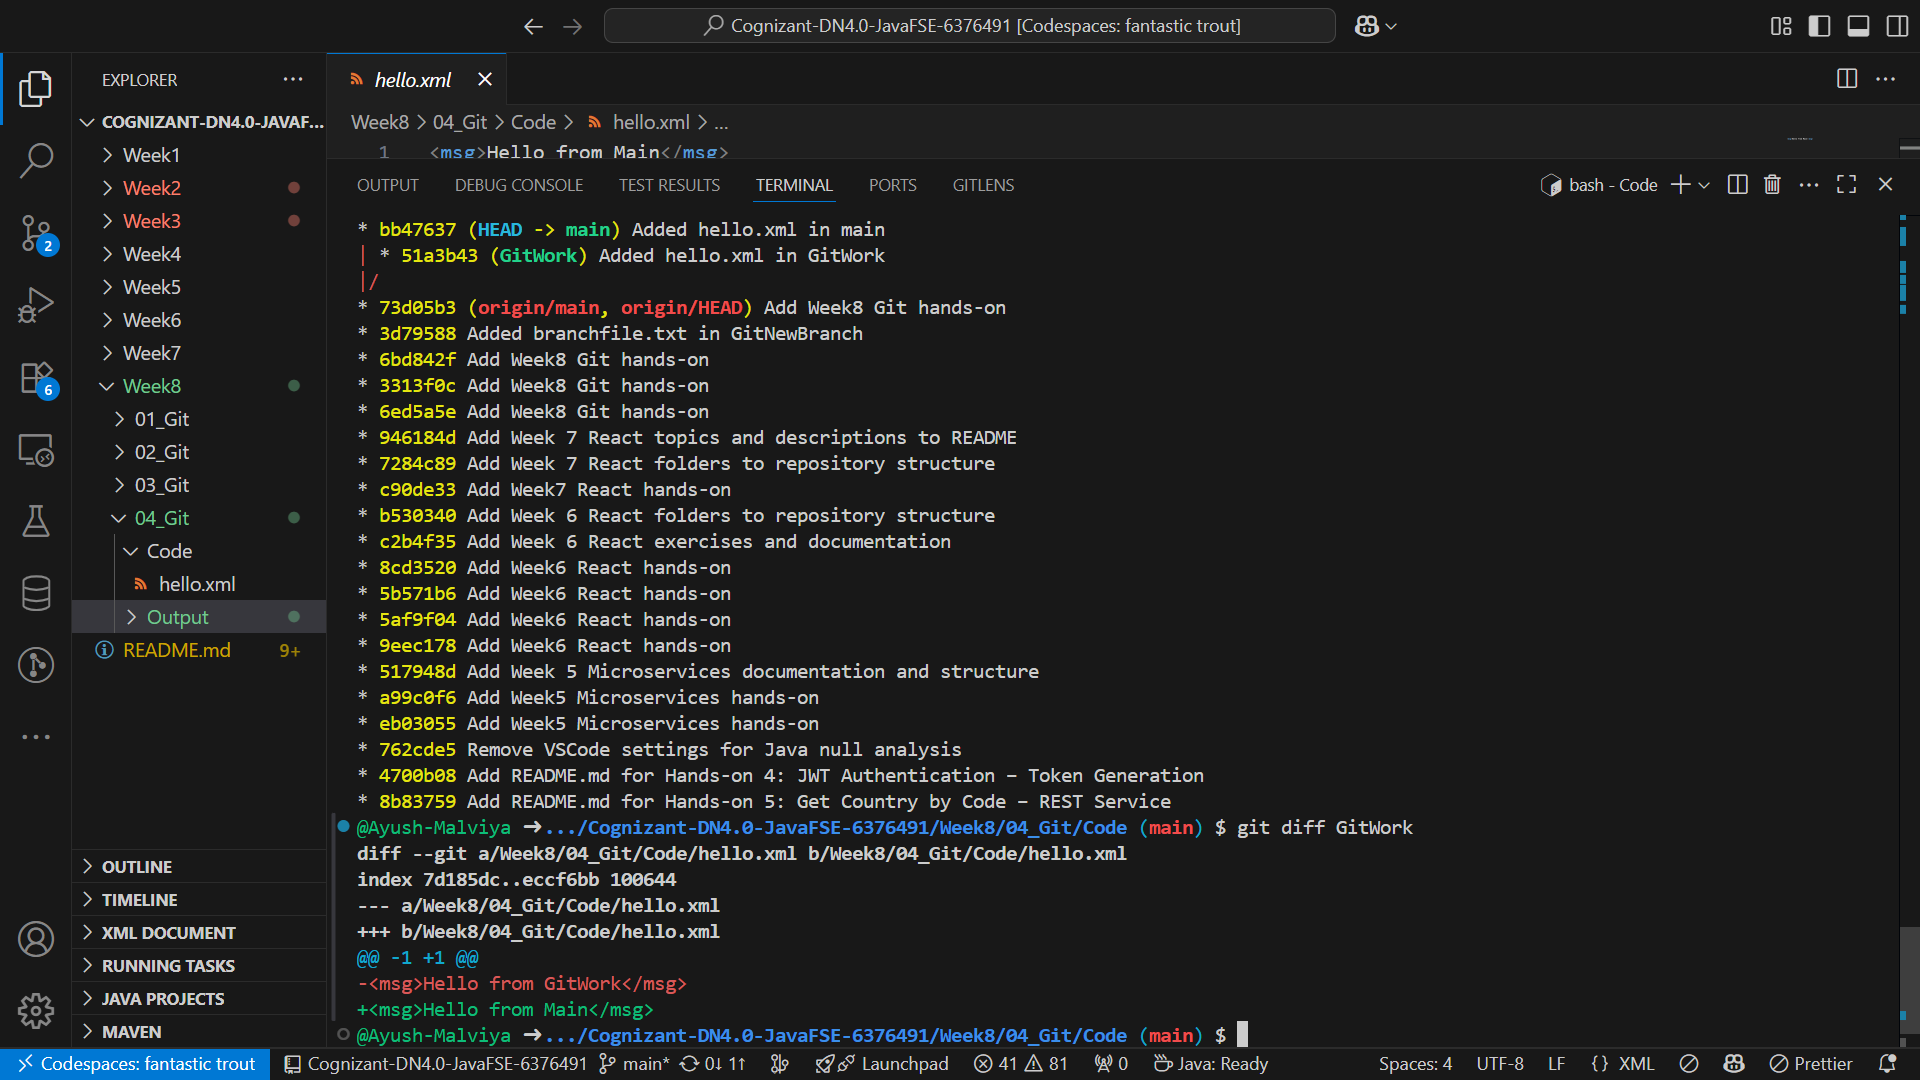 Cognizant-DN4.0-JavaFSE-6376491 [Codespaces: fantastic trout]
EXPLORER
COGNIZANT-DN4.0-JAVAF...
Week1
Week2
Week3
Week4
Week5
Week6
Week7
Week8
01_Git
02_Git
03_Git
04_Git
Code
hello.xml
Output
README.md 9+
2
6
OUTLINE
TIMELINE
XML DOCUMENT
RUNNING TASKS
JAVA PROJECTS
MAVEN
hello.xml
Week8 > 04_Git > Code > hello.xml > ...
1 <msg>Hello from Main</msg>
OUTPUT DEBUG CONSOLE TEST RESULTS TERMINAL PORTS GITLENS
bash - Code
* bb47637 (HEAD -> main) Added hello.xml in main
| * 51a3b43 (GitWork) Added hello.xml in GitWork
|/
* 73d05b3 (origin/main, origin/HEAD) Add Week8 Git hands-on
* 3d79588 Added branchfile.txt in GitNewBranch
* 6bd842f Add Week8 Git hands-on
* 3313f0c Add Week8 Git hands-on
* 6ed5a5e Add Week8 Git hands-on
* 946184d Add Week 7 React topics and descriptions to README
* 7284c89 Add Week 7 React folders to repository structure
* c90de33 Add Week7 React hands-on
* b530340 Add Week 6 React folders to repository structure
* c2b4f35 Add Week 6 React exercises and documentation
* 8cd3520 Add Week6 React hands-on
* 5b571b6 Add Week6 React hands-on
* 5af9f04 Add Week6 React hands-on
* 9eec178 Add Week6 React hands-on
* 517948d Add Week 5 Microservices documentation and structure
* a99c0f6 Add Week5 Microservices hands-on
* eb03055 Add Week5 Microservices hands-on
* 762cde5 Remove VSCode settings for Java null analysis
* 4700b08 Add README.md for Hands-on 4: JWT Authentication – Token Generation
* 8b83759 Add README.md for Hands-on 5: Get Country by Code – REST Service
@Ayush-Malviya ➜ .../Cognizant-DN4.0-JavaFSE-6376491/Week8/04_Git/Code (main) $ git diff GitWork
diff --git a/Week8/04_Git/Code/hello.xml b/Week8/04_Git/Code/hello.xml
index 7d185dc..eccf6bb 100644
--- a/Week8/04_Git/Code/hello.xml
+++ b/Week8/04_Git/Code/hello.xml
@@ -1 +1 @@
-<msg>Hello from GitWork</msg>
+<msg>Hello from Main</msg>
@Ayush-Malviya ➜ .../Cognizant-DN4.0-JavaFSE-6376491/Week8/04_Git/Code (main) $
Codespaces: fantastic trout Cognizant-DN4.0-JavaFSE-6376491 main* 0↓ 1↑ Launchpad 41 81 0 Java: Ready Spaces: 4 UTF-8 LF {} XML Prettier